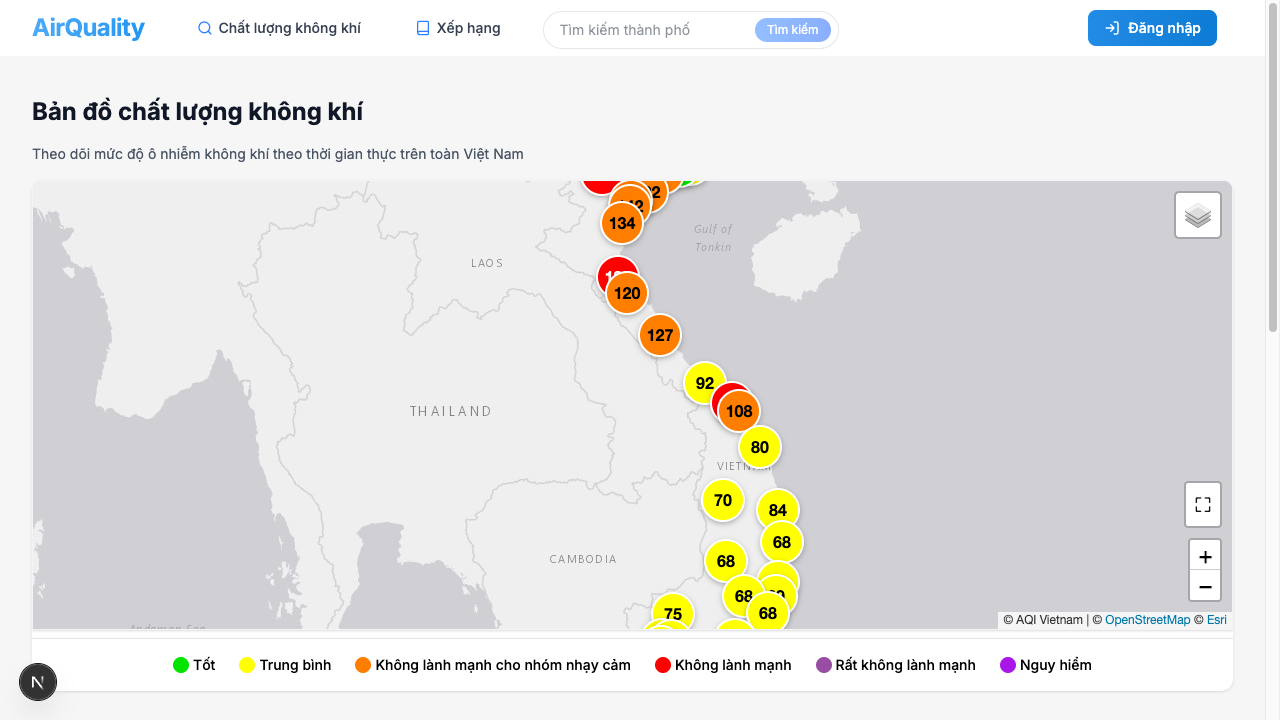 AirQuality
Chất lượng không khí
Xếp hạng
Tìm kiếm thành phố
Tìm kiếm
Đăng nhập
Bản đồ chất lượng không khí
Theo dõi mức độ ô nhiễm không khí theo thời gian thực trên toàn Việt Nam
134
Gulf of
Tonkin
LAOS
120
127
92
THAILAND
108
80
VIETNAM
70
84
68
CAMBODIA
68
68
68
75
© AQI Vietnam | © OpenStreetMap © Esri
Andaman Sea
Tốt
Trung bình
Không lành mạnh cho nhóm nhạy cảm
Không lành mạnh
Rất không lành mạnh
Nguy hiểm
N